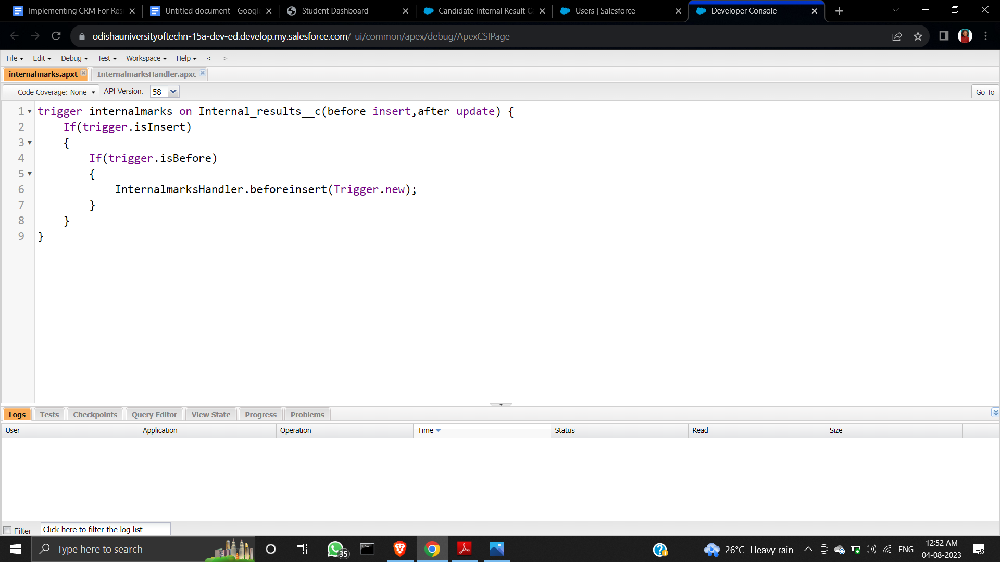 Implementing CRM For Res
Untitled document - Googl
Student Dashboard
Candidate Internal Result C
Users | Salesforce
Developer Console
odishauniversityoftechn-15a-dev-ed.develop.my.salesforce.com/_ui/common/apex/debug/ApexCSIPage
File Edit Debug Test Workspace Help < >
internalmarks.apxt InternalmarksHandler.apxc
Code Coverage: None API Version: 58 Go To
1 trigger internalmarks on Internal_results__c(before insert,after update) {
2 If(trigger.isInsert)
3 {
4 If(trigger.isBefore)
5 {
6 InternalmarksHandler.beforeinsert(Trigger.new);
7 }
8 }
9 }
Logs Tests Checkpoints Query Editor View State Progress Problems
User Application Operation Time Status Read Size
Filter Click here to filter the log list
Type here to search
35
26°C Heavy rain
ENG
12:52 AM
04-08-2023